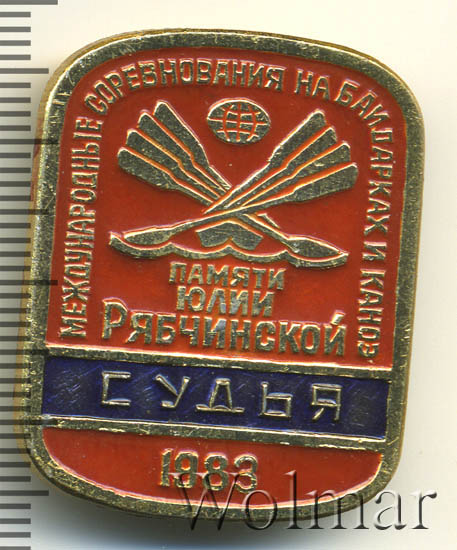 МЕЖДУНАРОДНЫЕ СОРЕВНОВАНИЯ НА БАЙДАРКАХ И КАНОЭ
ПАМЯТИ
ЮЛИИ
РЯБЧИНСКОЙ
СУДЬЯ
1983
Wolmar